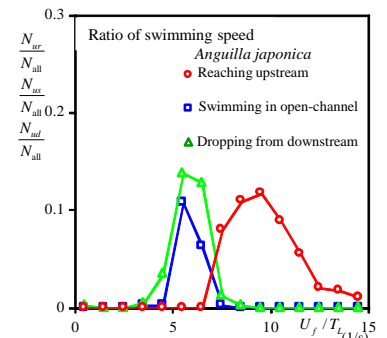 0.3
Ratio of swimming speed
Anguilla japonica
N_ur / N_all
N_us / N_all
N_ud / N_all
Reaching upstream
Swimming in open-channel
Dropping from downstream
0.2
0.1
0
0 5 10 15
U_f / T_L (1/s)